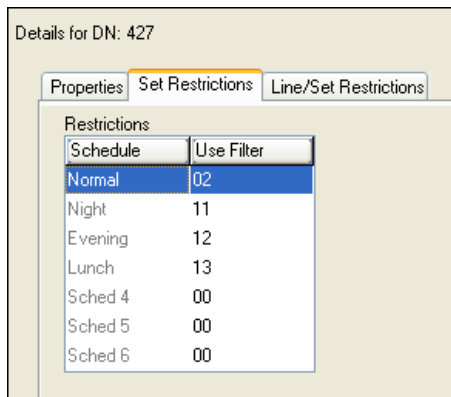 Details for DN: 427
Properties Set Restrictions Line/Set Restrictions
Restrictions
Schedule Use Filter
Normal 02
Night 11
Evening 12
Lunch 13
Sched 4 00
Sched 5 00
Sched 6 00